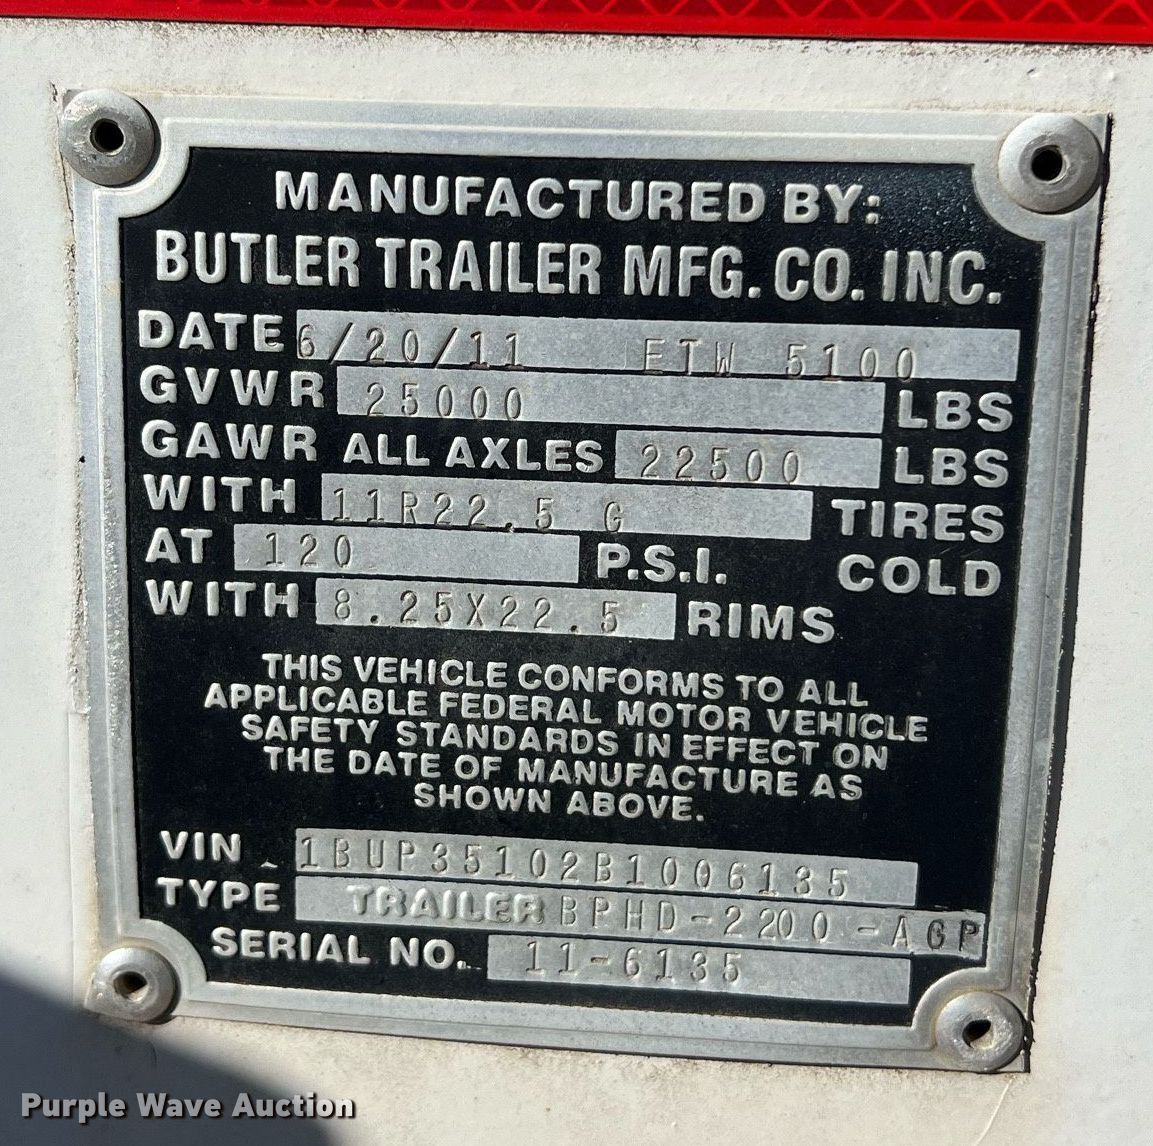 MANUFACTURED BY:
BUTLER TRAILER MFG. CO. INC.
DATE 6/20/11 ETW 5100
GVWR 25000 LBS
GAWR ALL AXLES 22500 LBS
WITH 11R22.5 G TIRES
AT 120 P.S.I. COLD
WITH 8.25X22.5 RIMS
THIS VEHICLE CONFORMS TO ALL
APPLICABLE FEDERAL MOTOR VEHICLE
SAFETY STANDARDS IN EFFECT ON
THE DATE OF MANUFACTURE AS
SHOWN ABOVE.
VIN 1BUP35102B1006135
TYPE TRAILER BPHD-2200-AGP
SERIAL NO. 11-6135
Purple Wave Auction